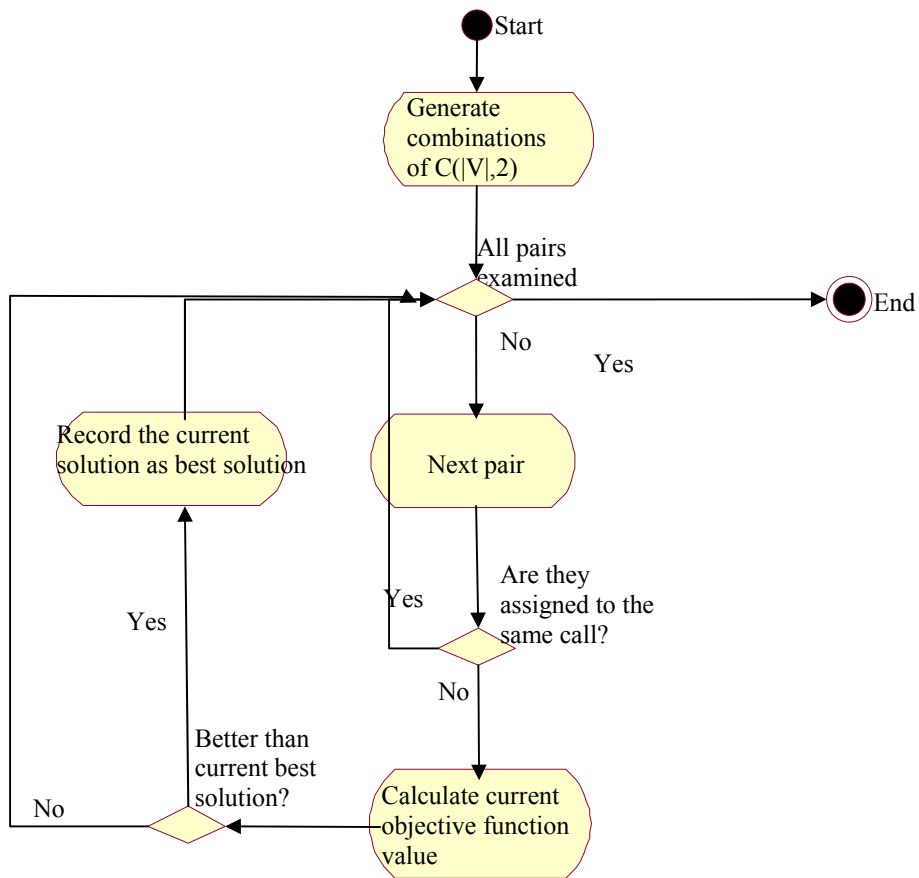 Start
Generate
combinations
of C(|V|,2)
All pairs
examined
End
No
Yes
Record the current
solution as best solution
Next pair
Are they
assigned to the
same call?
Yes
Yes
No
Better than
current best
solution?
No
Calculate current
objective function
value